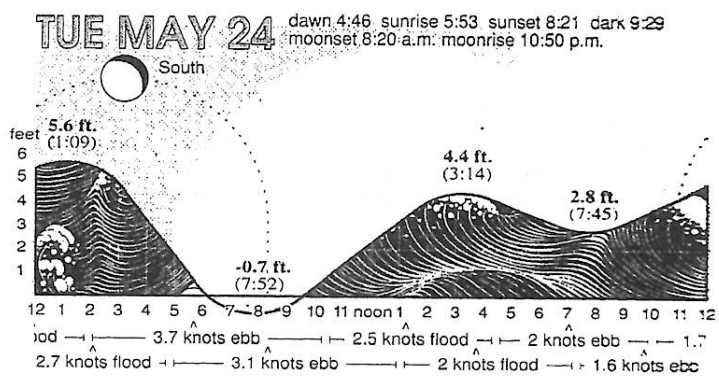 TUE MAY 24
dawn 4:46 sunrise 5:53 sunset 8:21 dark 9:29
moonset 8:20 a.m. moonrise 10:50 p.m.
South
feet
5.6 ft.
(1:09)
6
5
4
3
2
1
-0.7 ft.
(7:52)
4.4 ft.
(3:14)
2.8 ft.
(7:45)
12 1 2 3 4 5 6 7 8 9 10 11 noon 1 2 3 4 5 6 7 8 9 10 11 12
ood 3.7 knots ebb 2.5 knots flood 2 knots ebb 1.7
2.7 knots flood 3.1 knots ebb 2 knots flood 1.6 knots ebb